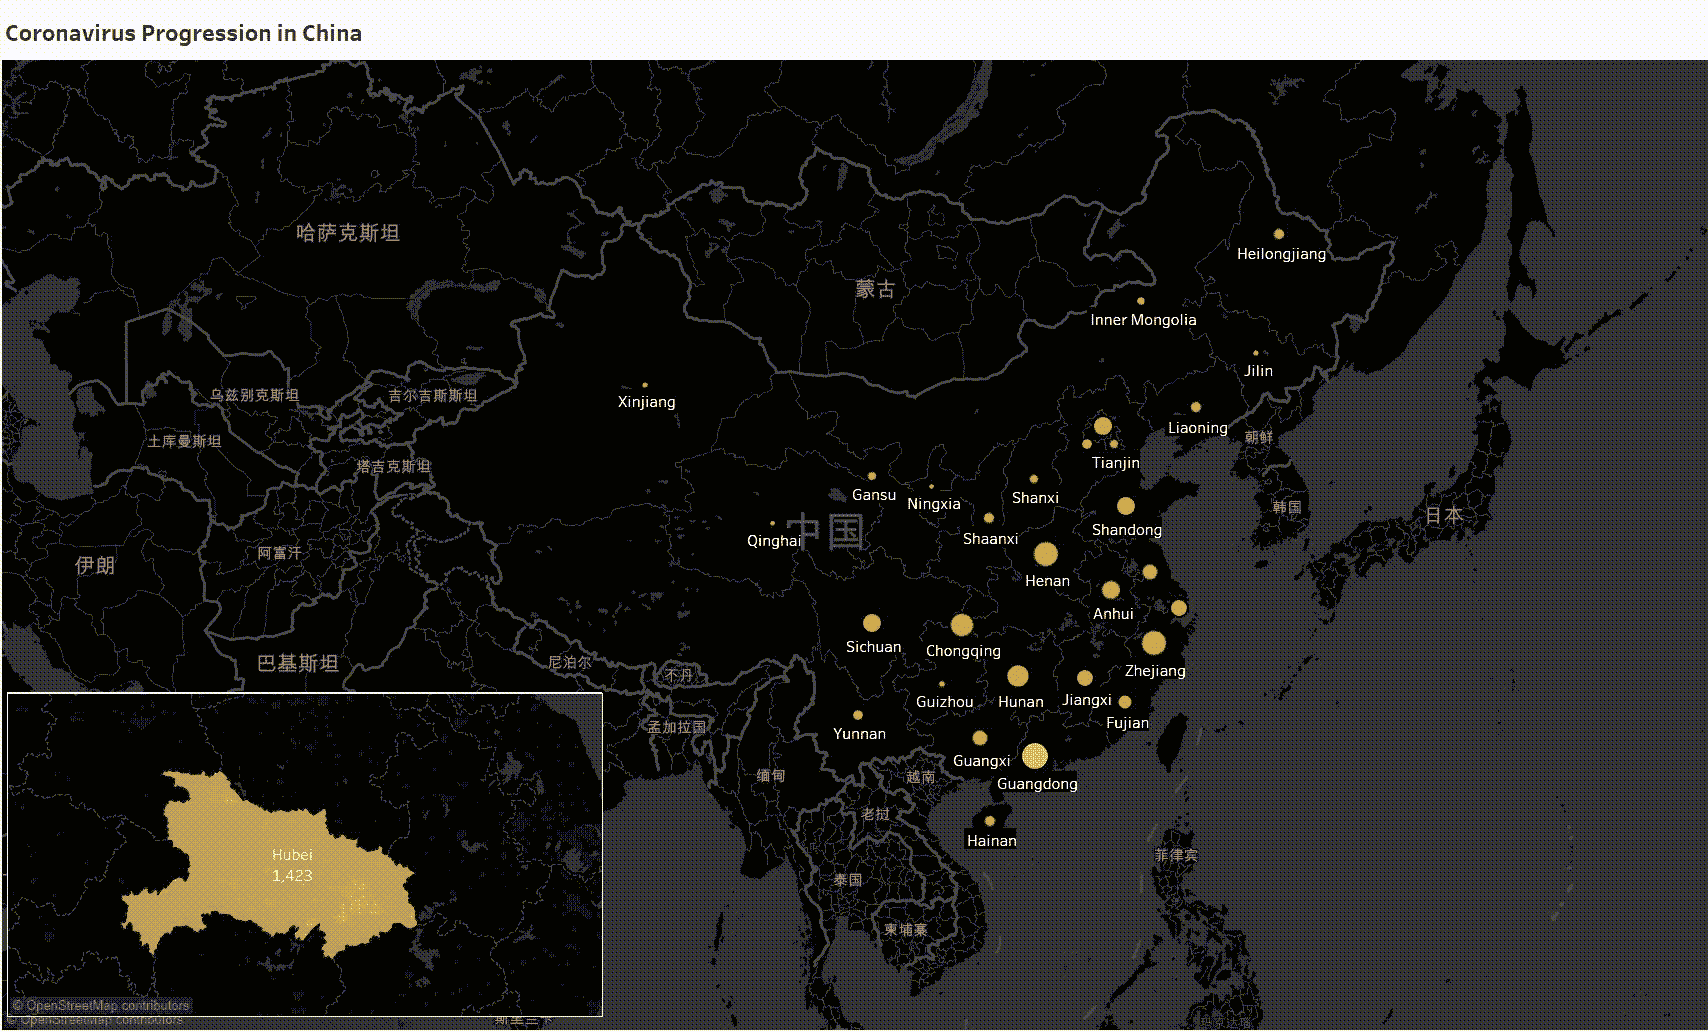 Coronavirus Progression in China
哈萨克斯坦
Heilongjiang
蒙古
Inner Mongolia
Jilin
乌兹别克斯坦
吉尔吉斯斯坦
Xinjiang
Liaoning
土库曼斯坦
朝鲜
塔吉克斯坦
Tianjin
Gansu
Ningxia
Shanxi
韩国
日本
中国
Shandong
Qinghai
Shaanxi
阿富汗
伊朗
Henan
Anhui
Sichuan
Chongqing
巴基斯坦
尼泊尔
不丹
Zhejiang
Guizhou
Hunan
Jiangxi
孟加拉国
Fujian
Yunnan
Guangxi
缅甸
越南
Guangdong
老挝
Hainan
菲律宾
Hubei
1,423
泰国
柬埔寨
© OpenStreetMap contributors
© OpenStreetMap contributors
斯里兰卡